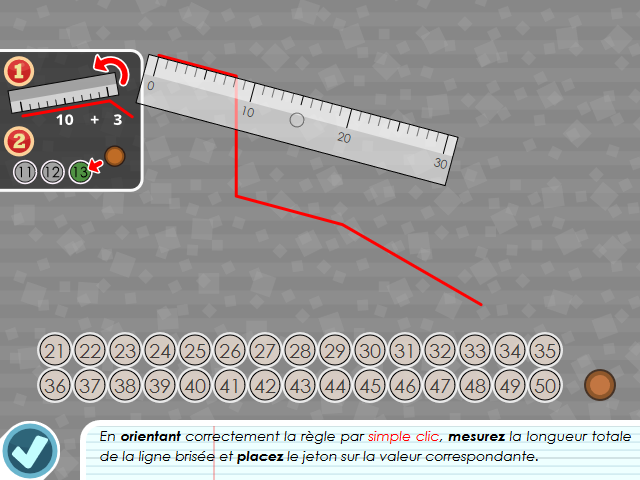 1
10 + 3
2
11 12 13
0 10 20 30
21 22 23 24 25 26 27 28 29 30 31 32 33 34 35
36 37 38 39 40 41 42 43 44 45 46 47 48 49 50
En orientant correctement la règle par simple clic, mesurez la longueur totale
de la ligne brisée et placez le jeton sur la valeur correspondante.